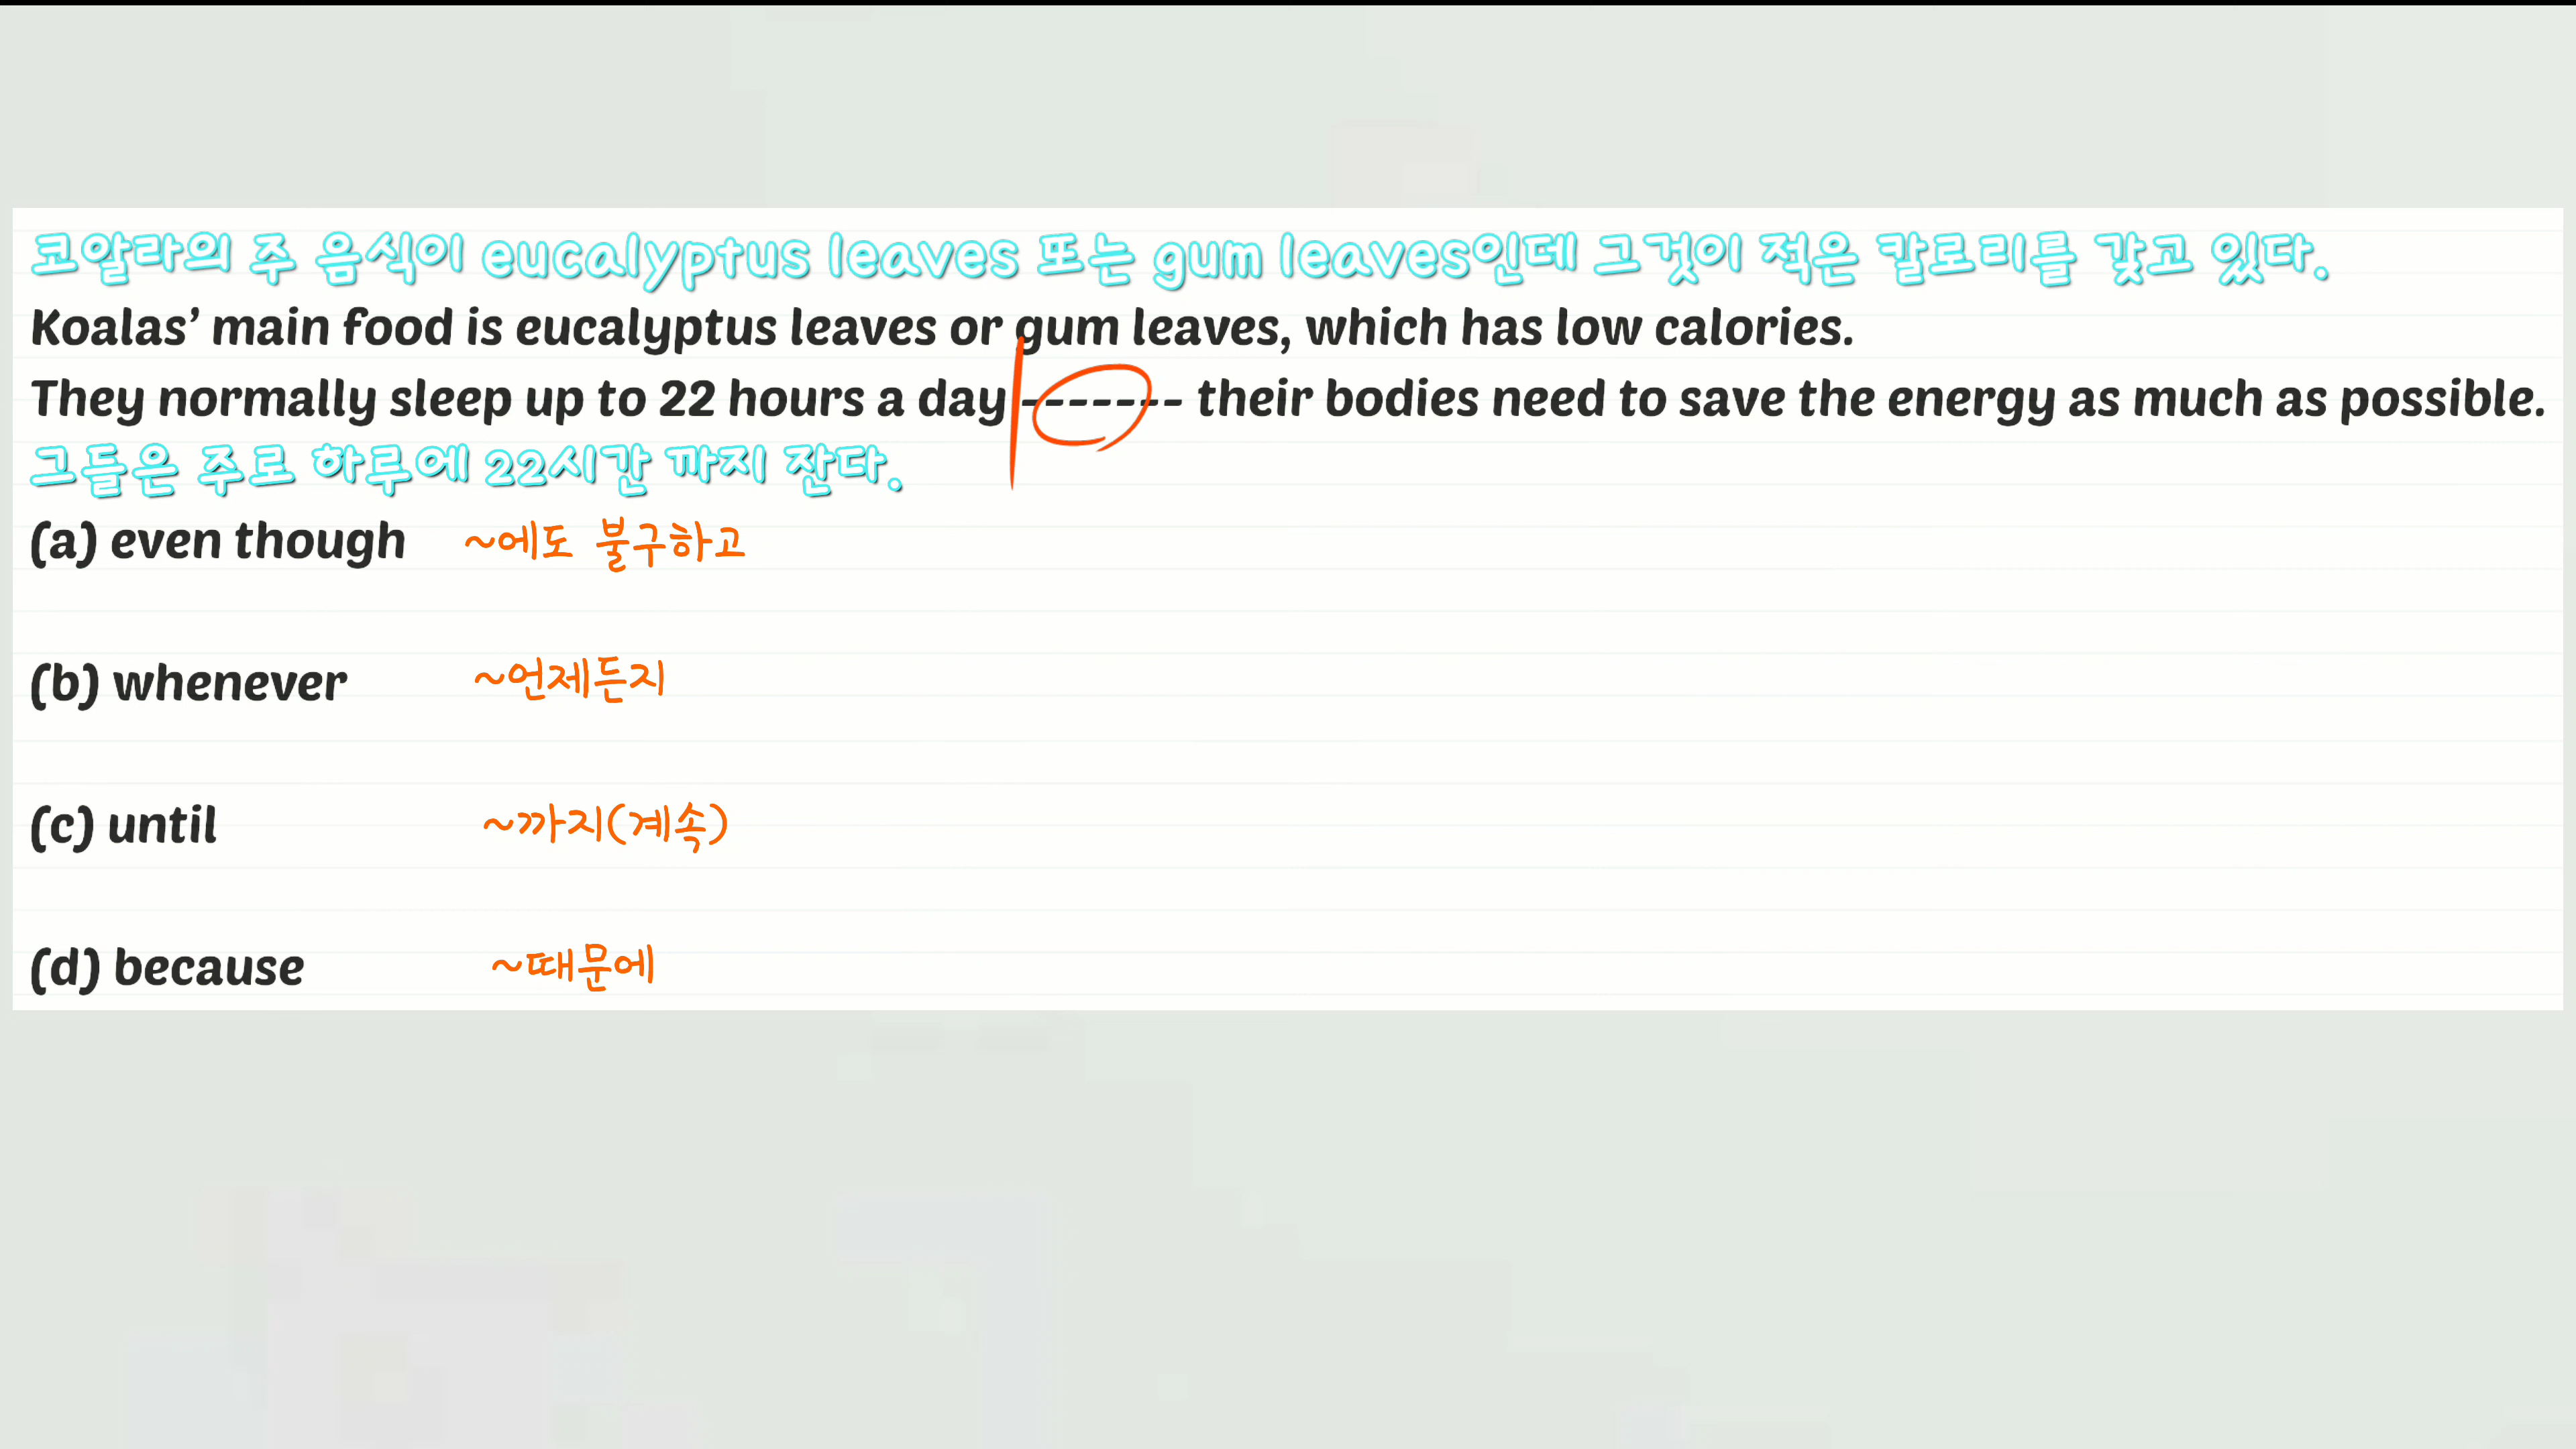 코알라의 주 음식이 eucalyptus leaves 또는 gum leaves인데 그것이 적은 칼로리를 갖고 있다.
Koalas’ main food is eucalyptus leaves or gum leaves, which has low calories.
They normally sleep up to 22 hours a day ------- their bodies need to save the energy as much as possible.
그들은 주로 하루에 22시간 까지 잔다.
(a) even though ~에도 불구하고
(b) whenever ~언제든지
(c) until ~까지(계속)
(d) because ~때문에